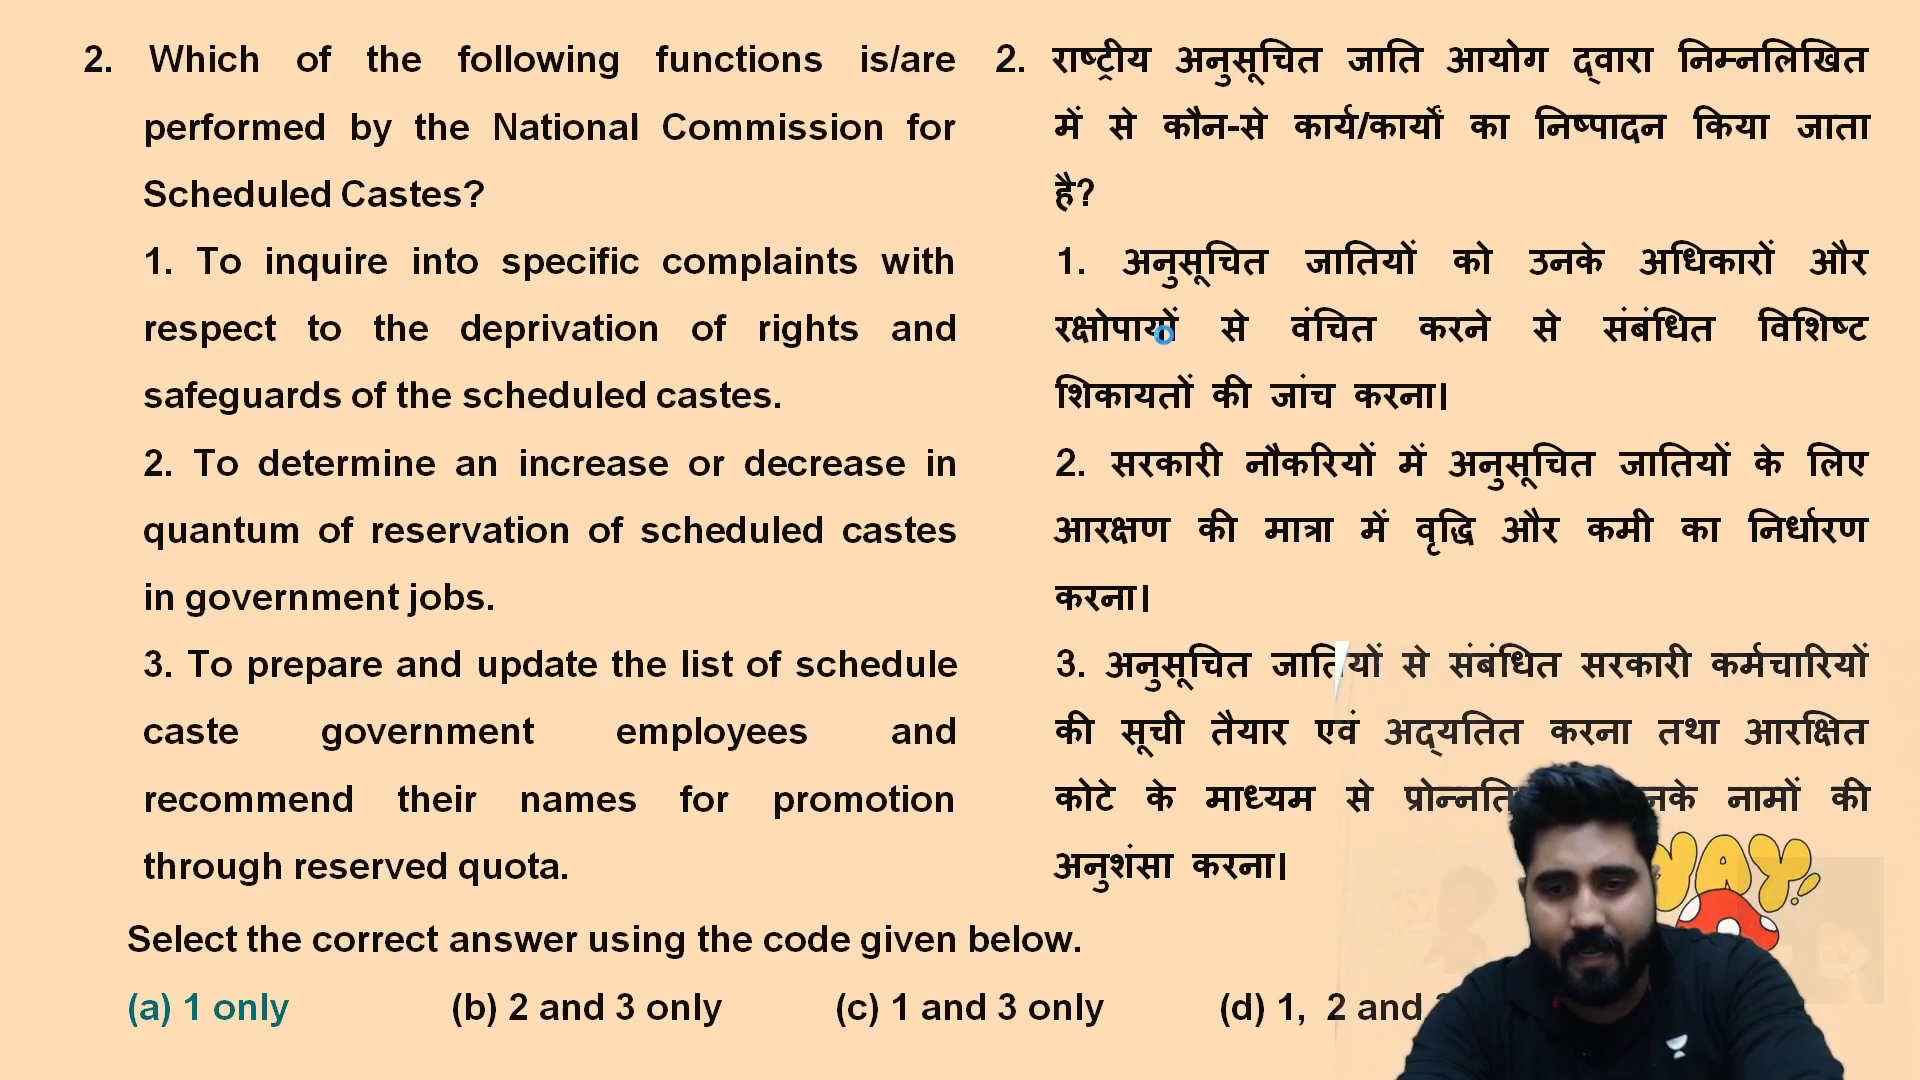 2. Which of the following functions is/are
performed by the National Commission for
Scheduled Castes?
1. To inquire into specific complaints with
respect to the deprivation of rights and
safeguards of the scheduled castes.
2. To determine an increase or decrease in
quantum of reservation of scheduled castes
in government jobs.
3. To prepare and update the list of schedule
caste government employees and
recommend their names for promotion
through reserved quota.
2. राष्ट्रीय अनुसूचित जाति आयोग द्वारा निम्नलिखित
में से कौन-से कार्य/कार्यों का निष्पादन किया जाता
है?
1. अनुसूचित जातियों को उनके अधिकारों और
रक्षोपायों से वंचित करने से संबंधित विशिष्ट
शिकायतों की जांच करना।
2. सरकारी नौकरियों में अनुसूचित जातियों के लिए
आरक्षण की मात्रा में वृद्धि और कमी का निर्धारण
करना।
3. अनुसूचित जातियों से संबंधित सरकारी कर्मचारियों
की सूची तैयार एवं अद्यतित करना तथा आरक्षित
कोटे के माध्यम से प्रोन्नति नामों की
अनुशंसा करना।
Select the correct answer using the code given below.
(a) 1 only (b) 2 and 3 only (c) 1 and 3 only (d) 1, 2 and
YAY!